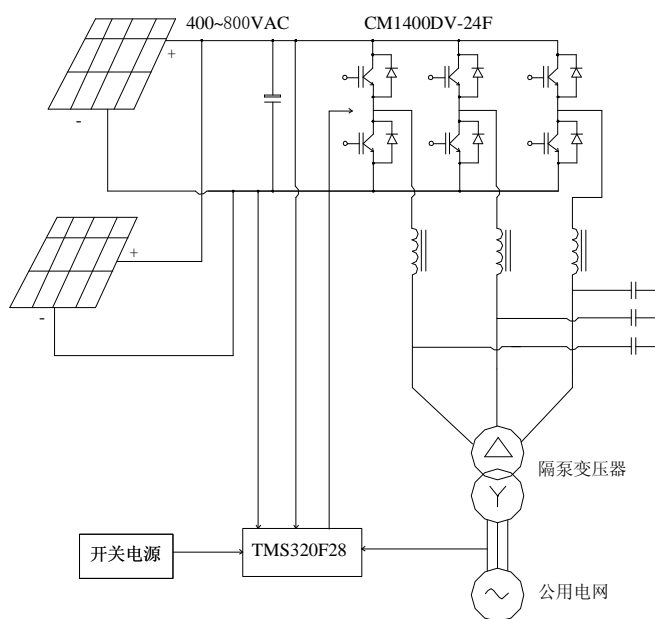 400~800VAC
CM1400DV-24F
+
-
+
-
隔泵变压器
开关电源
TMS320F28
公用电网